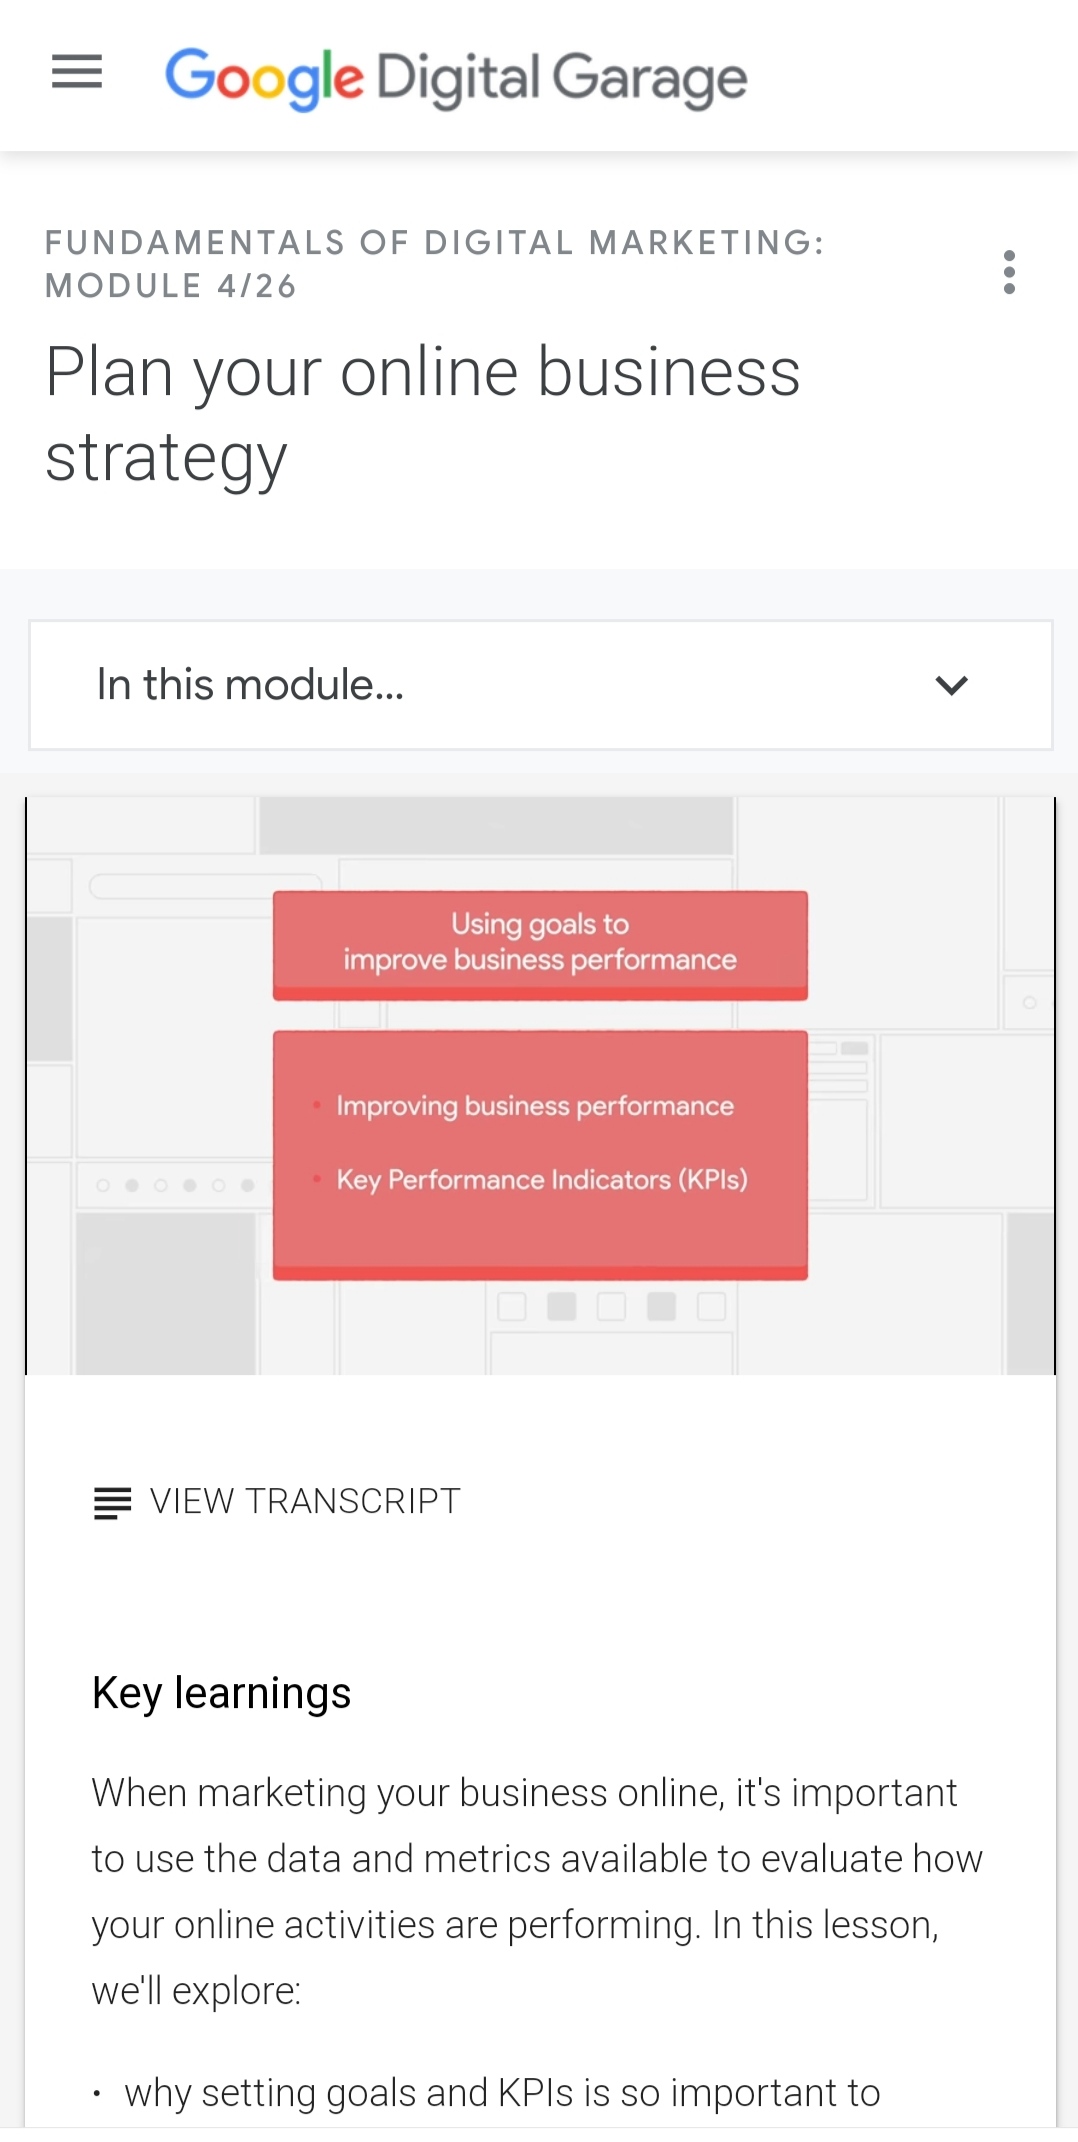 Google Digital Garage
FUNDAMENTALS OF DIGITAL MARKETING:
MODULE 4/26
Plan your online business
strategy
In this module...
Using goals to
improve business performance
• Improving business performance
• Key Performance Indicators (KPIs)
VIEW TRANSCRIPT
Key learnings
When marketing your business online, it's important
to use the data and metrics available to evaluate how
your online activities are performing. In this lesson,
we'll explore:
• why setting goals and KPIs is so important to